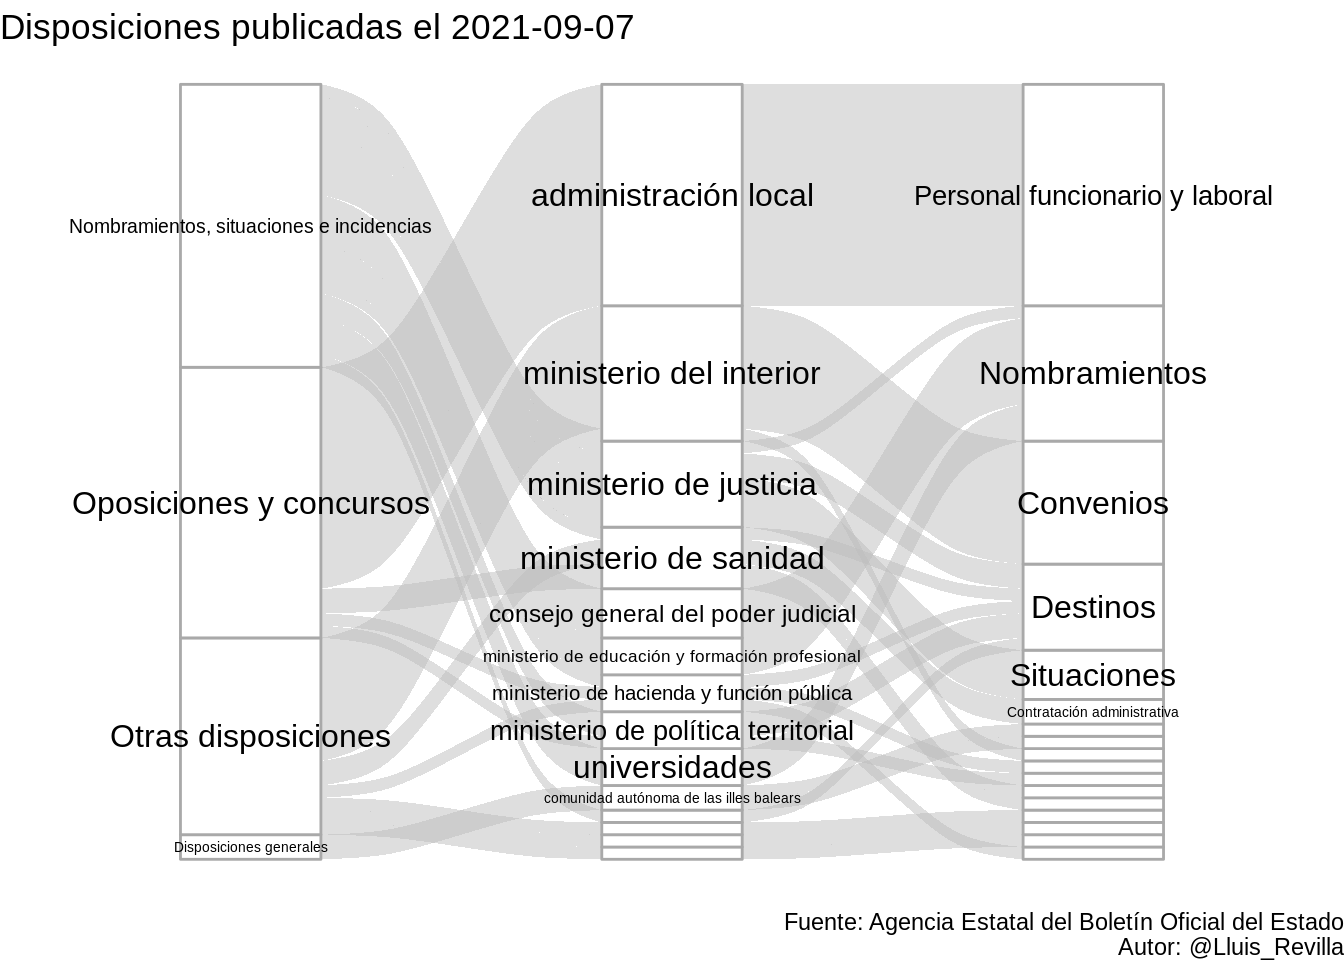 Disposiciones publicadas el 2021-09-07
Nombramientos, situaciones e incidencias
Oposiciones y concursos
Otras disposiciones
Disposiciones generales
administración local
ministerio del interior
ministerio de justicia
ministerio de sanidad
consejo general del poder judicial
ministerio de educación y formación profesional
ministerio de hacienda y función pública
ministerio de política territorial
universidades
comunidad autónoma de las illes balears
Personal funcionario y laboral
Nombramientos
Convenios
Destinos
Situaciones
Contratación administrativa
Fuente: Agencia Estatal del Boletín Oficial del Estado
Autor: @Lluis_Revilla